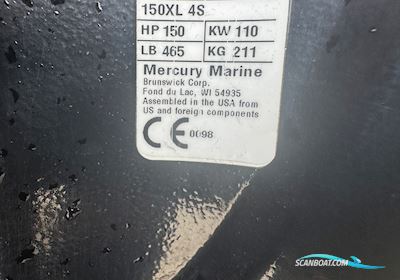 150XL 4S
HP 150 KW 110
LB 465 KG 211
Mercury Marine
Brunswick Corp.
Fond du Lac, WI 54935
Assembled in the USA from
US and foreign components
CE 0098
SCANBOAT.COM